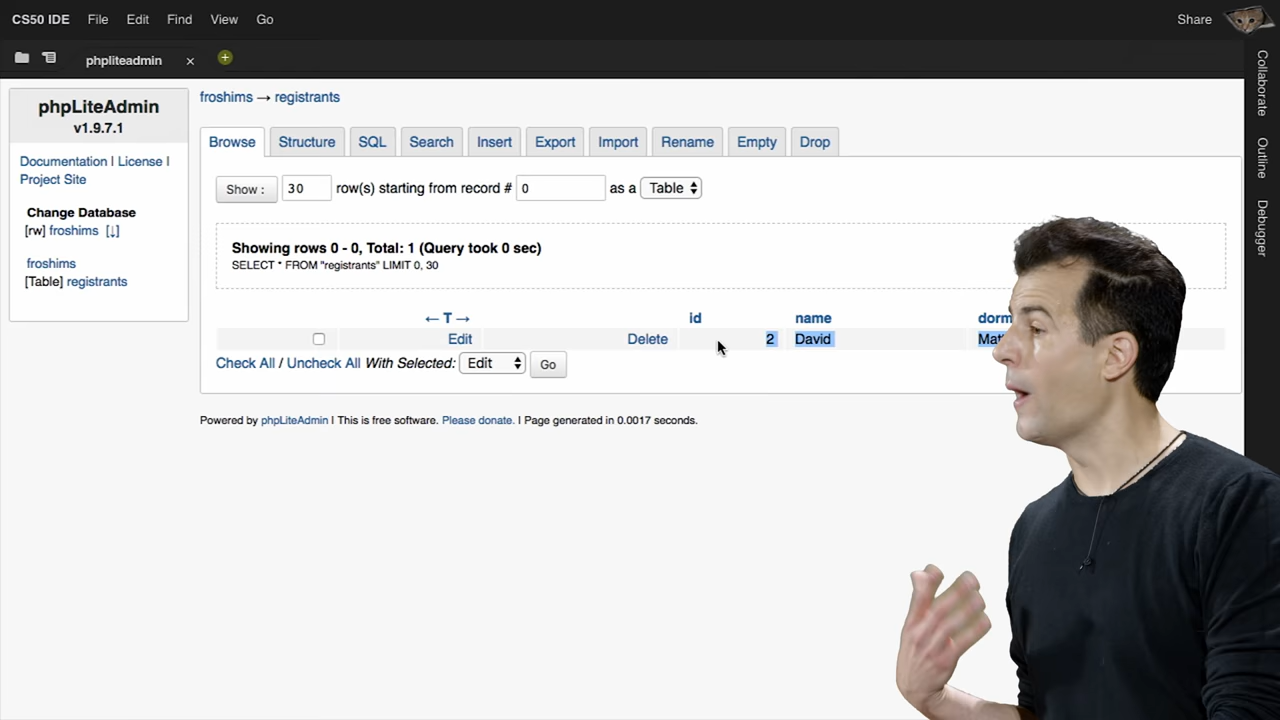 CS50 IDE File Edit Find View Go Share
phpliteadmin
phpLiteAdmin
v1.9.7.1
Documentation | License |
Project Site
Change Database
[rw] froshims [↓]
froshims
[Table] registrants
froshims → registrants
Browse Structure SQL Search Insert Export Import Rename Empty Drop
Show : 30 row(s) starting from record # 0 as a Table
Showing rows 0 - 0, Total: 1 (Query took 0 sec)
SELECT * FROM "registrants" LIMIT 0, 30
← T → id name dorm
Edit Delete 2 David
Check All / Uncheck All With Selected: Edit Go
Powered by phpLiteAdmin | This is free software. Please donate. | Page generated in 0.0017 seconds.
Collaborate
Outline
Debugger